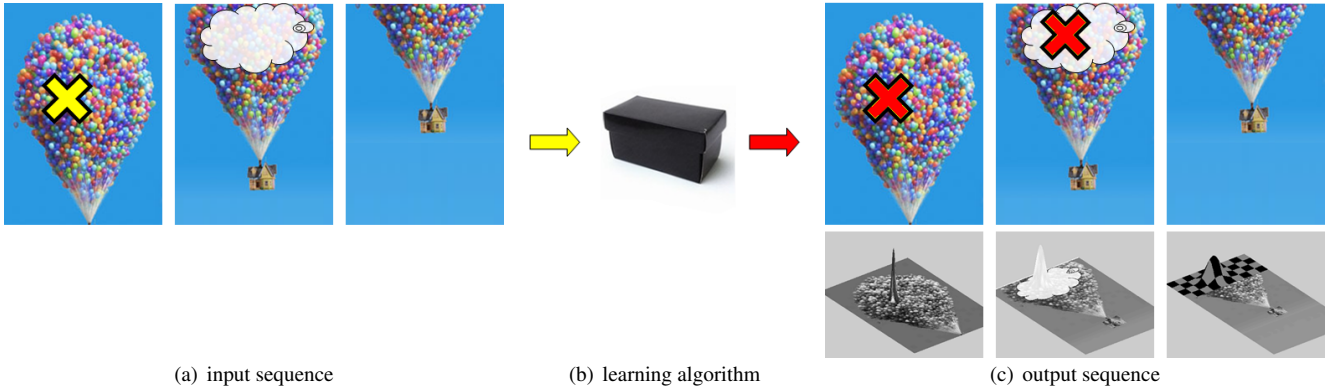 (a) input sequence
(b) learning algorithm
(c) output sequence